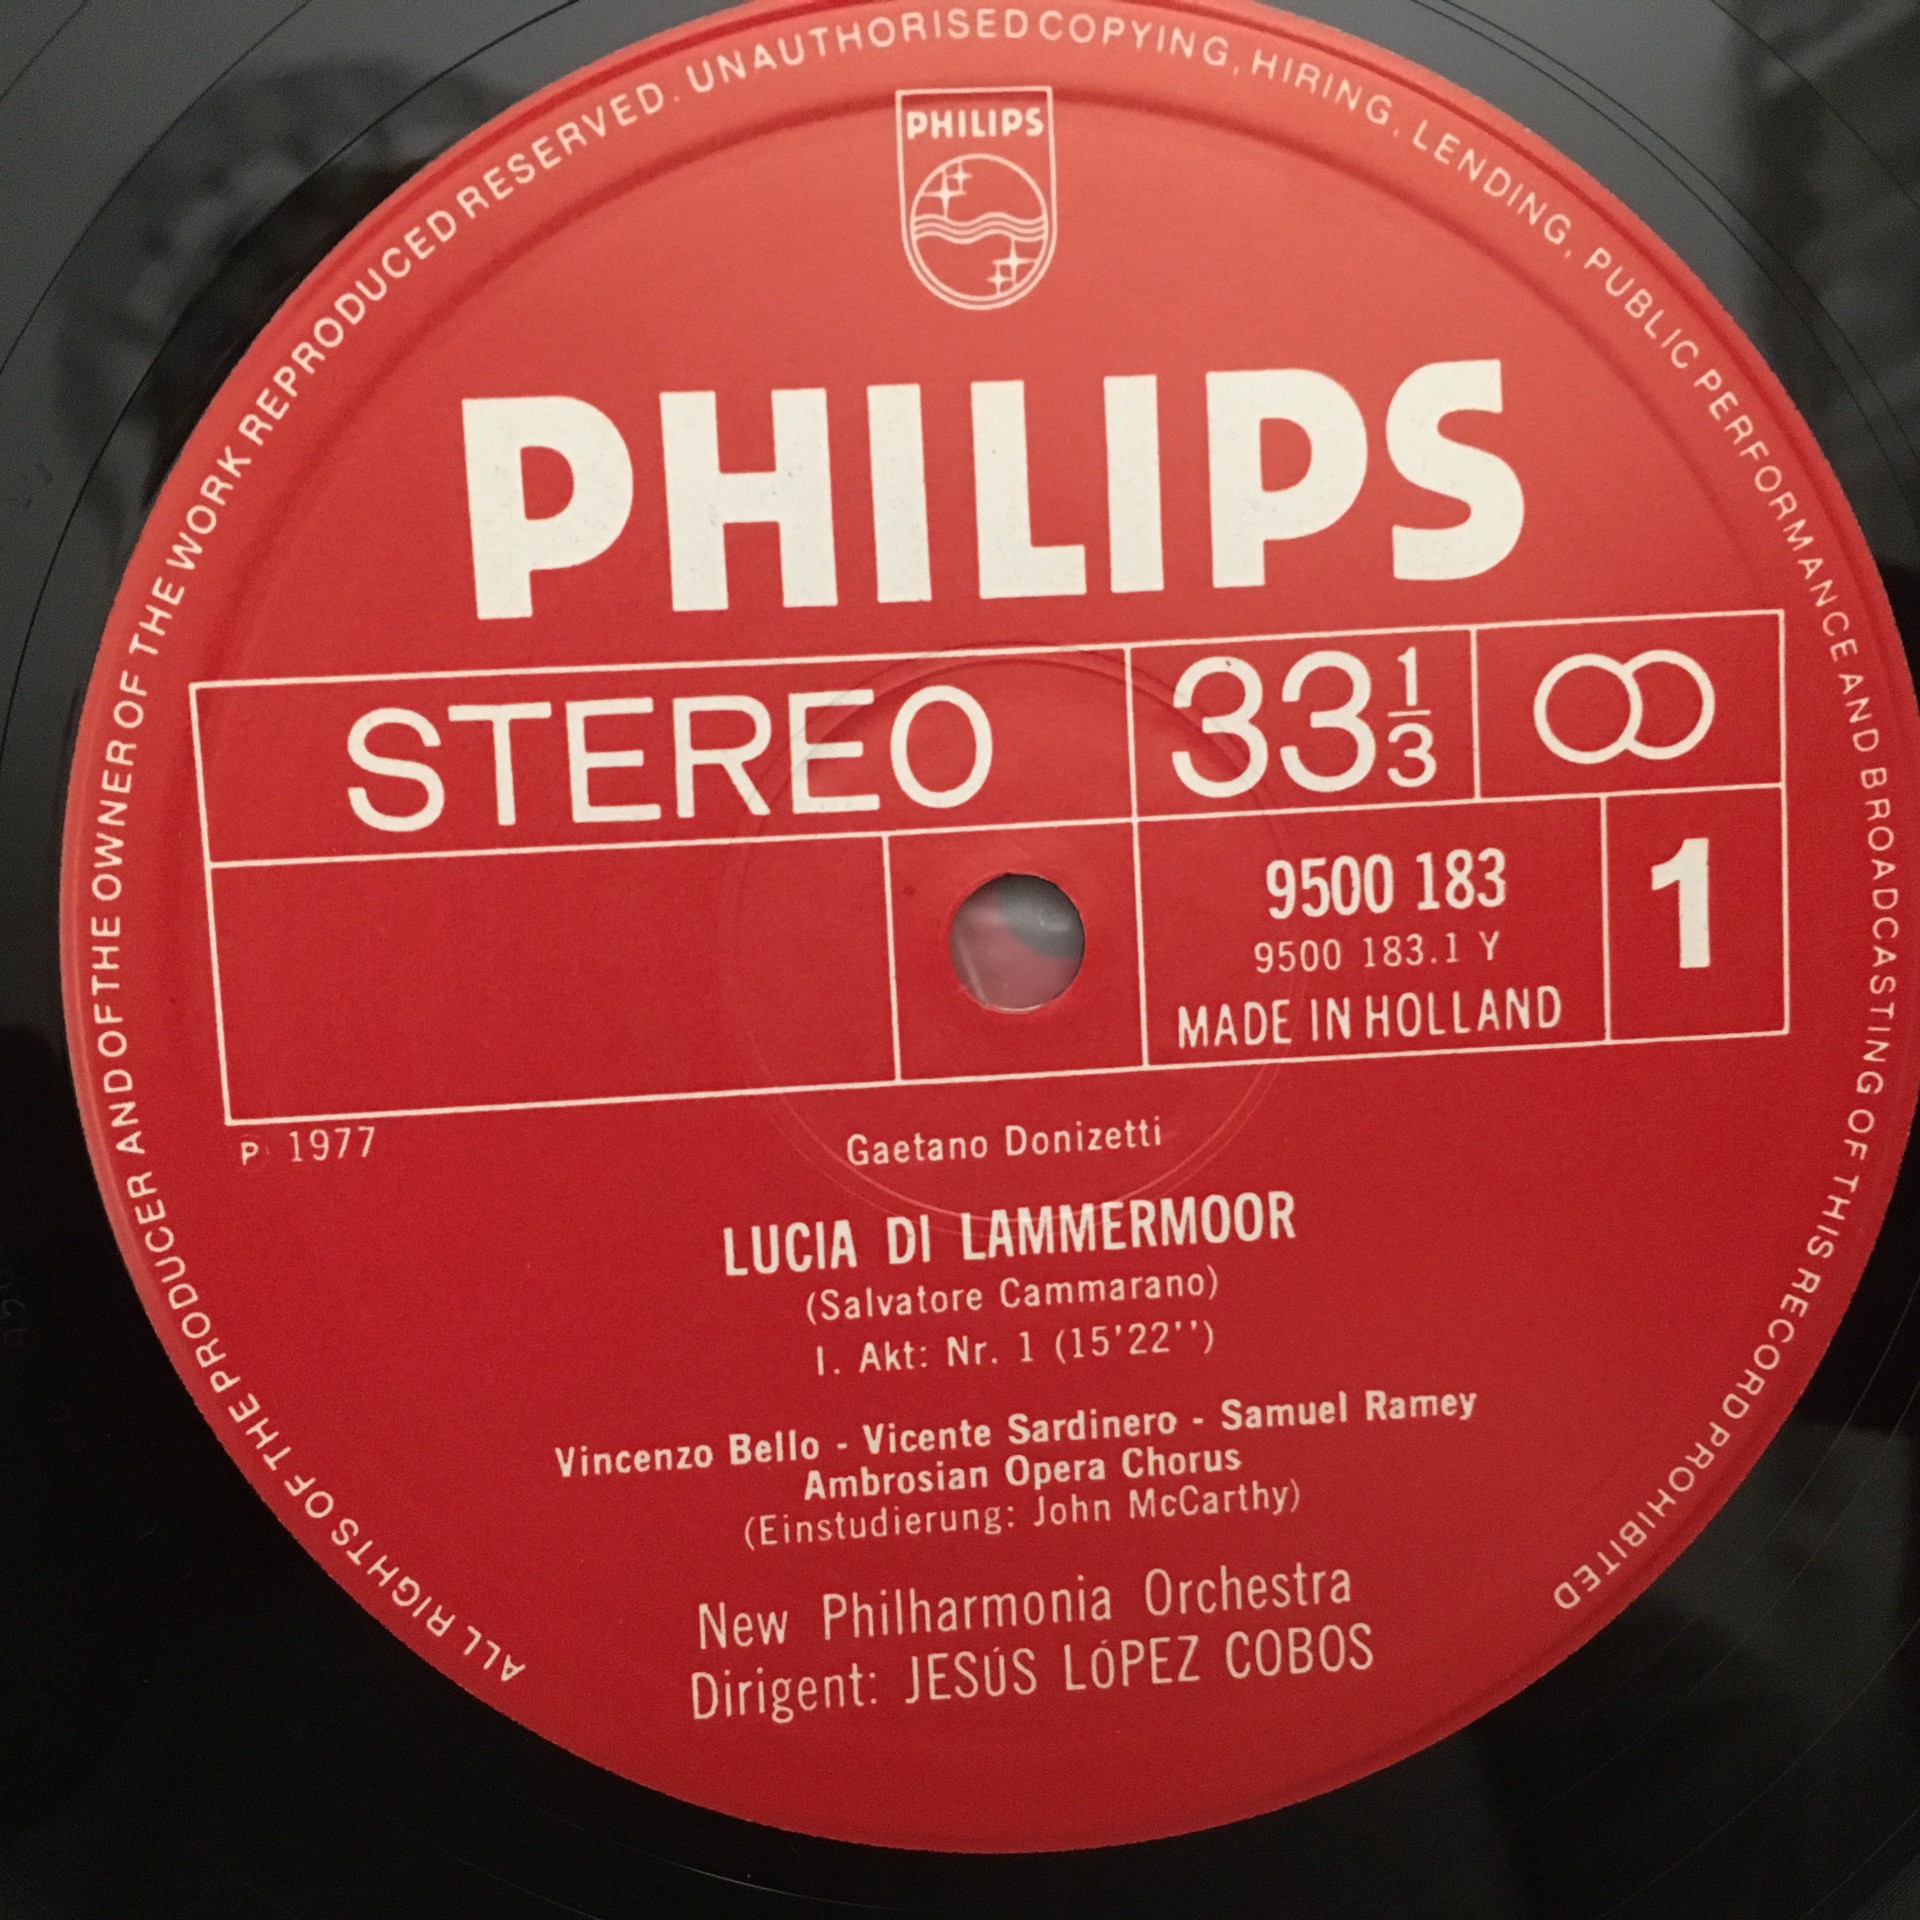 ALL RIGHTS OF THE PRODUCER AND OF THE OWNER OF THE WORK REPRODUCED RESERVED. UNAUTHORISED COPYING, HIRING, LENDING, PUBLIC PERFORMANCE AND BROADCASTING OF THIS RECORD PROHIBITED
PHILIPS
PHILIPS
STEREO 33 1/3
9500 183 1
9500 183.1 Y
MADE IN HOLLAND
P 1977
Gaetano Donizetti
LUCIA DI LAMMERMOOR
(Salvatore Cammarano)
I. Akt: Nr. 1 (15'22'')
Vincenzo Bello - Vicente Sardinero - Samuel Ramey
Ambrosian Opera Chorus
(Einstudierung: John McCarthy)
New Philharmonia Orchestra
Dirigent: JESÚS LÓPEZ COBOS